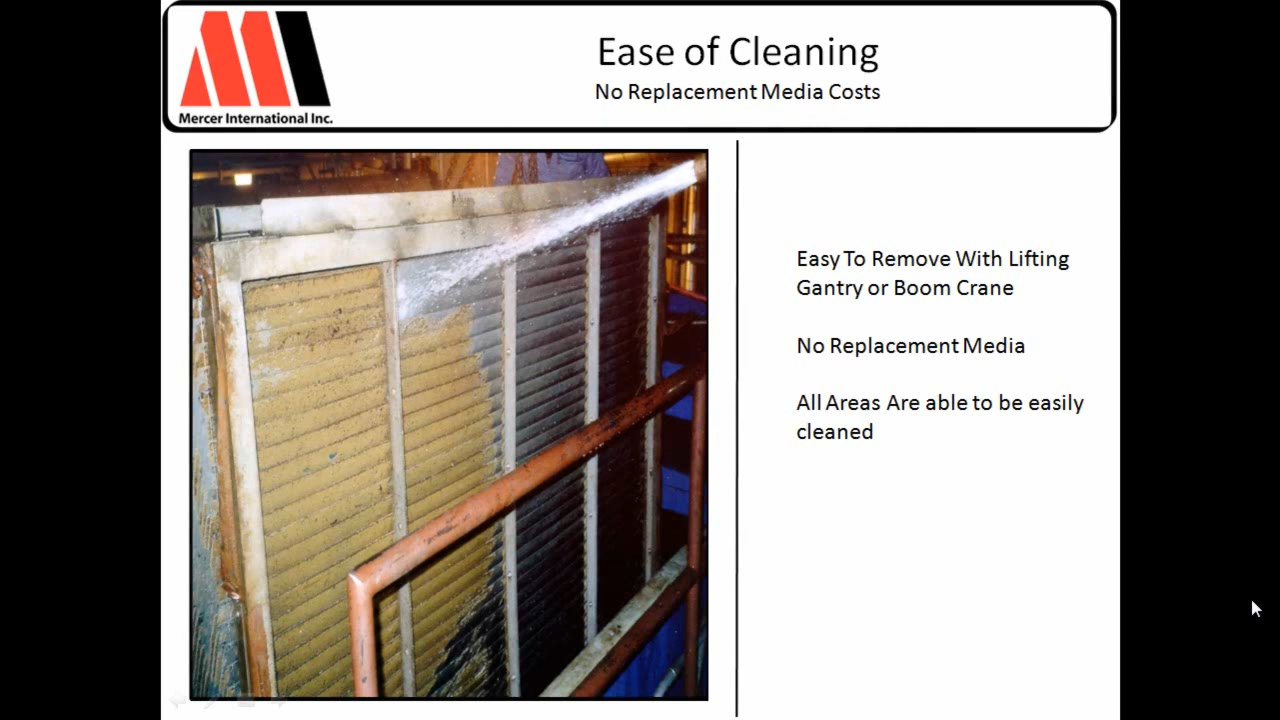 Mercer International Inc.
Ease of Cleaning
No Replacement Media Costs
Easy To Remove With Lifting
Gantry or Boom Crane
No Replacement Media
All Areas Are able to be easily
cleaned